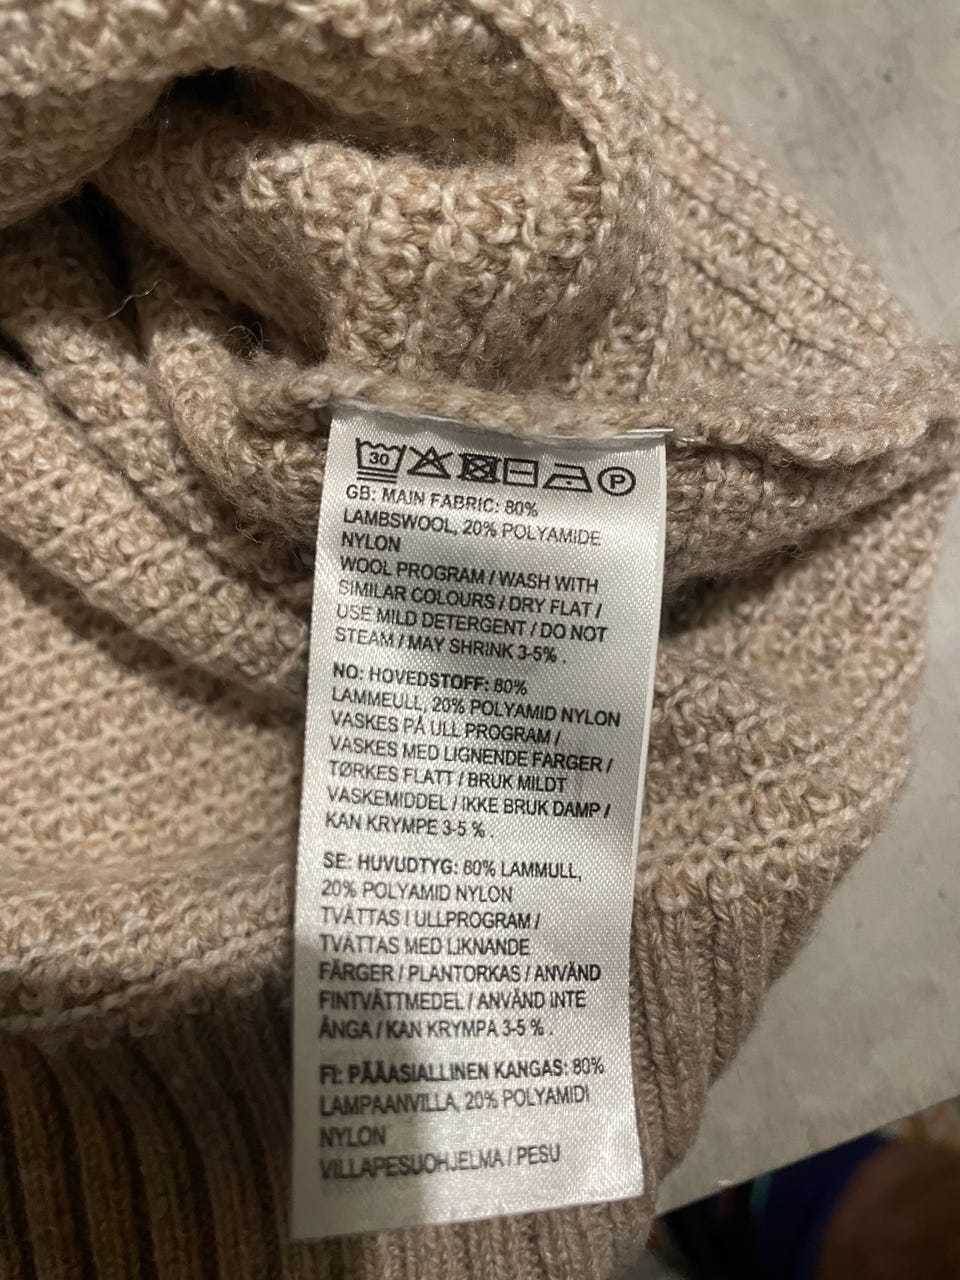 30 P
GB: MAIN FABRIC: 80%
LAMBSWOOL, 20% POLYAMIDE
NYLON
WOOL PROGRAM / WASH WITH
SIMILAR COLOURS / DRY FLAT /
USE MILD DETERGENT / DO NOT
STEAM / MAY SHRINK 3-5% .
NO: HOVEDSTOFF: 80%
LAMMEULL, 20% POLYAMID NYLON
VASKES PÅ ULL PROGRAM /
VASKES MED LIGNENDE FARGER /
TØRKES FLATT / BRUK MILDT
VASKEMIDDEL / IKKE BRUK DAMP /
KAN KRYMPE 3-5 % .
SE: HUVUDTYG: 80% LAMMULL,
20% POLYAMID NYLON
TVÄTTAS I ULLPROGRAM /
TVÄTTAS MED LIKNANDE
FÄRGER / PLANTORKAS / ANVÄND
FINTVÄTTMEDEL / ANVÄND INTE
ÅNGA / KAN KRYMPA 3-5 % .
FI: PÄÄASIALLINEN KANGAS: 80%
LAMPAANVILLA, 20% POLYAMIDI
NYLON
VILLAPESUOHJELMA / PESU